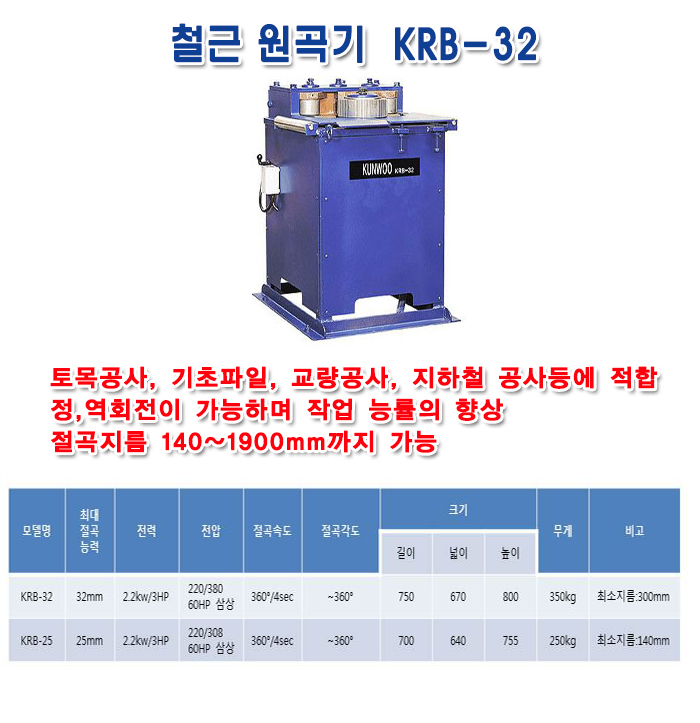 철근 원곡기 KRB-32
KUNWOO KRB-32
토목공사, 기초파일, 교량공사, 지하철 공사등에 적합
정,역회전이 가능하며 작업 능률의 향상
절곡지름 140~1900mm까지 가능
모델명 최대 절곡 능력 전력 전압 절곡속도 절곡각도 크기 무게 비고
길이 넓이 높이
KRB-32 32mm 2.2kw/3HP 220/380 60HP 삼상 360°/4sec ~360° 750 670 800 350kg 최소지름:300mm
KRB-25 25mm 2.2kw/3HP 220/308 60HP 삼상 360°/4sec ~360° 700 640 755 250kg 최소지름:140mm